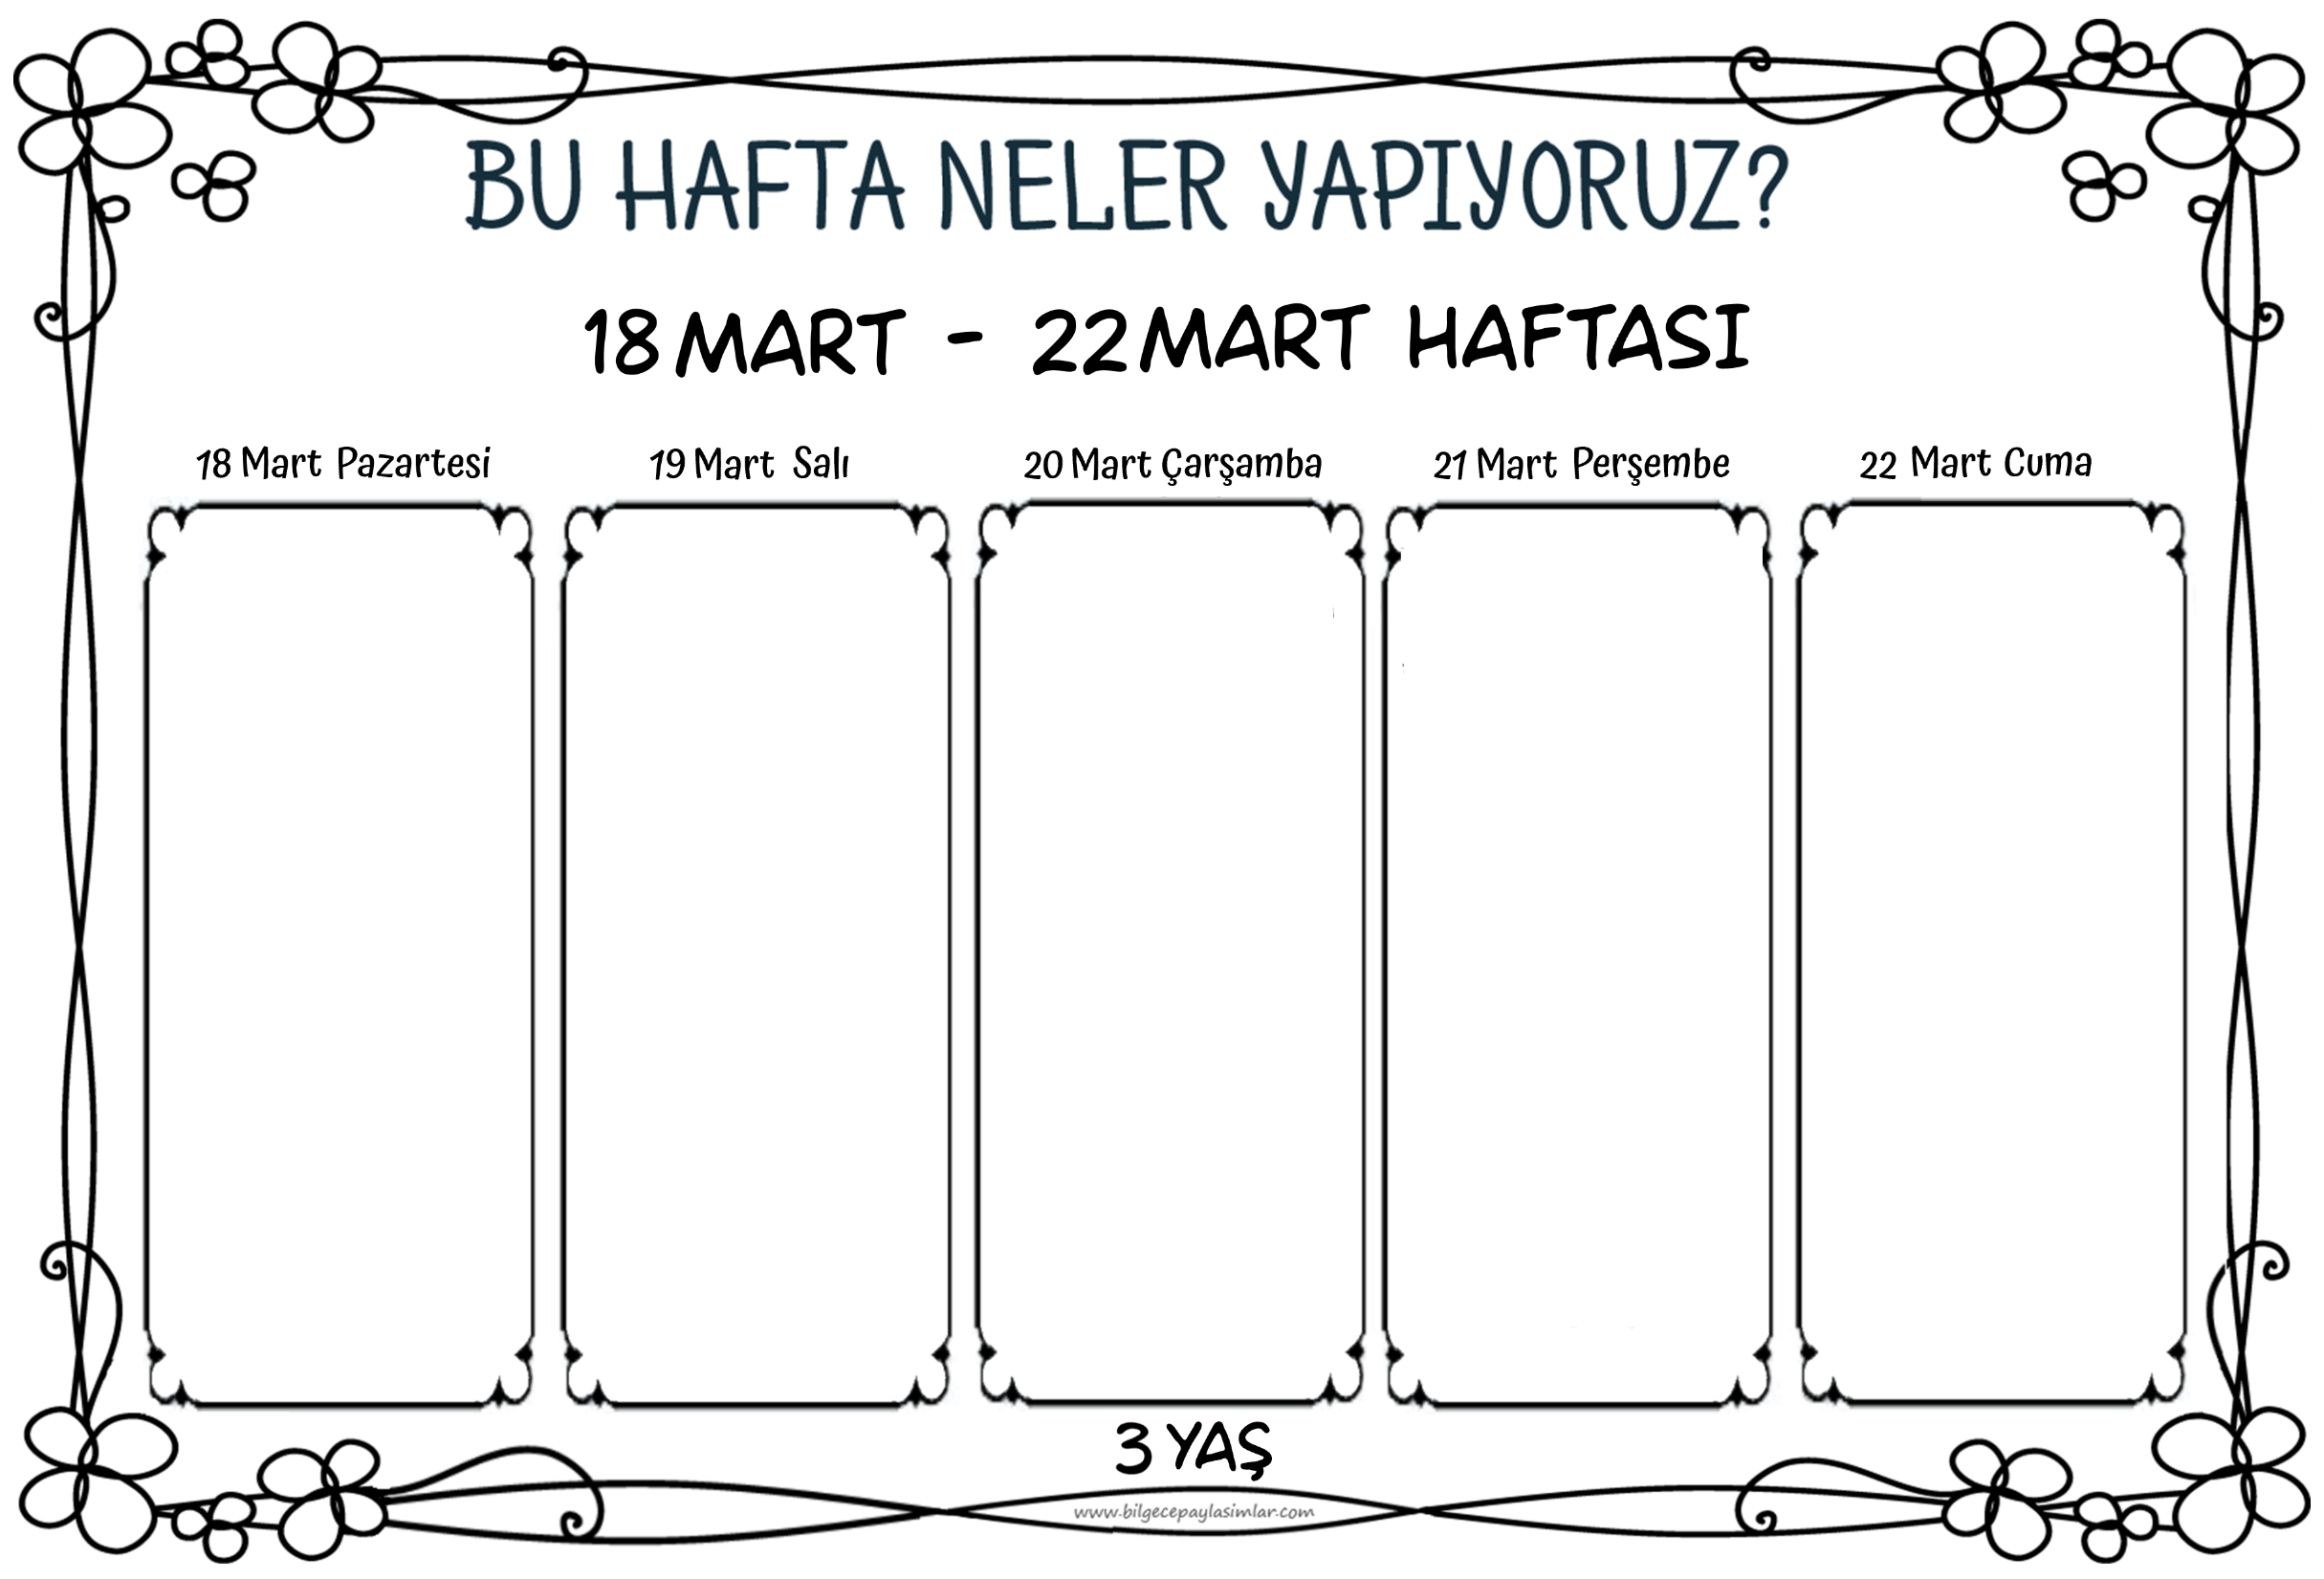 BU HAFTA NELER YAPIYORUZ?
18 MART - 22 MART HAFTASI
18 Mart Pazartesi
19 Mart Salı
20 Mart Çarşamba
21 Mart Perşembe
22 Mart Cuma
3 YAŞ
www.bilgecepaylasimlar.com